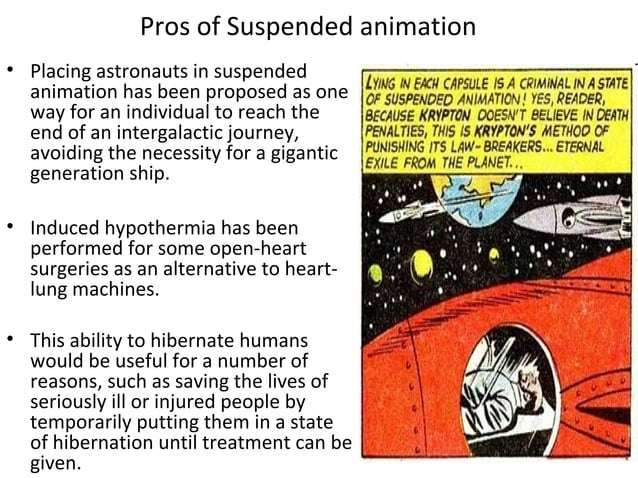 Pros of Suspended animation
• Placing astronauts in suspended
animation has been proposed as one
way for an individual to reach the
end of an intergalactic journey,
avoiding the necessity for a gigantic
generation ship.
• Induced hypothermia has been
performed for some open-heart
surgeries as an alternative to heart-
lung machines.
• This ability to hibernate humans
would be useful for a number of
reasons, such as saving the lives of
seriously ill or injured people by
temporarily putting them in a state
of hibernation until treatment can be
given.
LYING IN EACH CAPSULE IS A CRIMINAL IN A STATE
OF SUSPENDED ANIMATION! YES, READER,
BECAUSE KRYPTON DOESN'T BELIEVE IN DEATH
PENALTIES, THIS IS KRYPTON'S METHOD OF
PUNISHING ITS LAW-BREAKERS... ETERNAL
EXILE FROM THE PLANET...